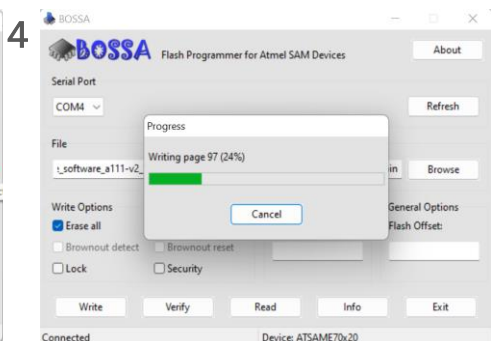 4
BOSSA
BOSSA Flash Programmer for Atmel SAM Devices
About
Serial Port
COM4
Refresh
Progress
File
Writing page 97 (24%)
:_software_a111-v2_
in
Browse
Write Options
General Options
Cancel
Erase all
Flash Offset:
Brownout detect
Brownout reset
Lock
Security
Write Verify Read Info Exit
Connected
Device: ATSAME70x20